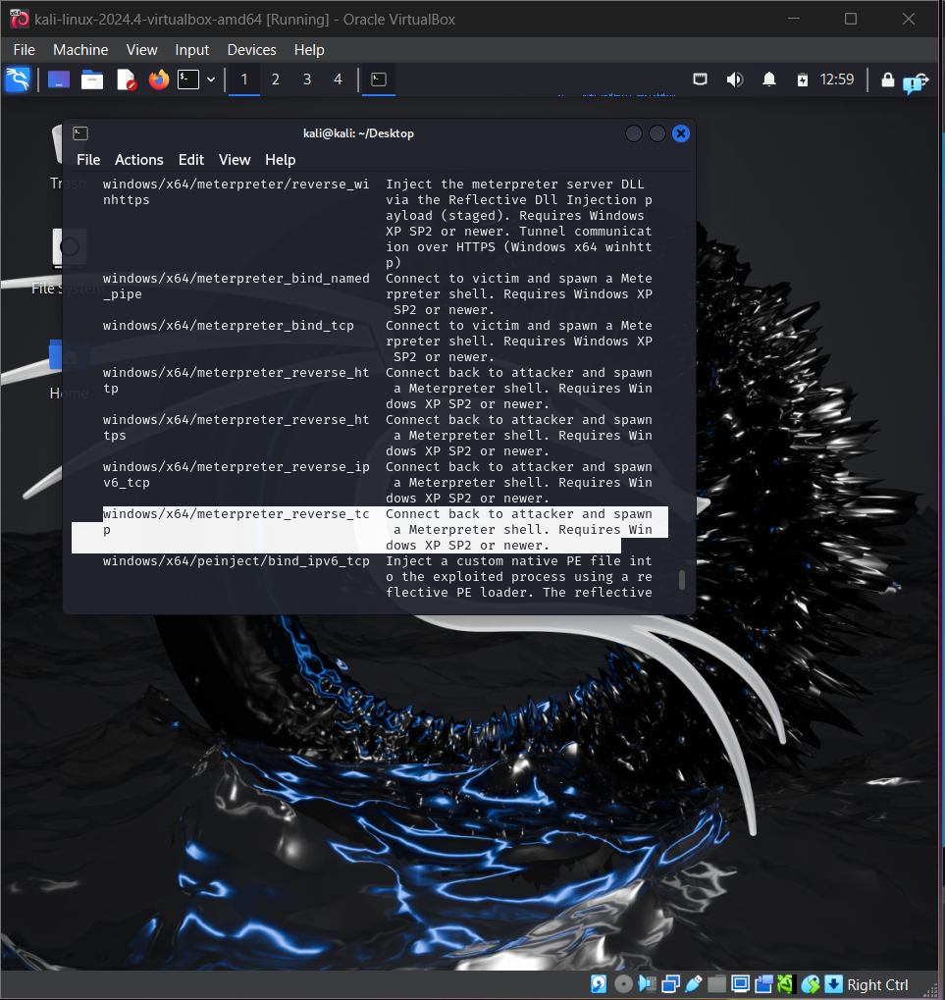 kali-linux-2024.4-virtualbox-amd64 [Running] - Oracle VirtualBox
File Machine View Input Devices Help
1 2 3 4 12:59
kali@kali: ~/Desktop
File Actions Edit View Help
Trash
File System
Home
windows/x64/meterpreter/reverse_wi Inject the meterpreter server DLL
nhttps via the Reflective Dll Injection p
ayload (staged). Requires Windows
XP SP2 or newer. Tunnel communicat
ion over HTTPS (Windows x64 winhtt
p)
windows/x64/meterpreter_bind_named Connect to victim and spawn a Mete
_pipe rpreter shell. Requires Windows XP
SP2 or newer.
windows/x64/meterpreter_bind_tcp Connect to victim and spawn a Mete
rpreter shell. Requires Windows XP
SP2 or newer.
windows/x64/meterpreter_reverse_ht Connect back to attacker and spawn
tp a Meterpreter shell. Requires Win
dows XP SP2 or newer.
windows/x64/meterpreter_reverse_ht Connect back to attacker and spawn
tps a Meterpreter shell. Requires Win
dows XP SP2 or newer.
windows/x64/meterpreter_reverse_ip Connect back to attacker and spawn
v6_tcp a Meterpreter shell. Requires Win
dows XP SP2 or newer.
windows/x64/meterpreter_reverse_tc Connect back to attacker and spawn
p a Meterpreter shell. Requires Win
dows XP SP2 or newer.
windows/x64/peinject/bind_ipv6_tcp Inject a custom native PE file int
o the exploited process using a re
flective PE loader. The reflective
Right Ctrl